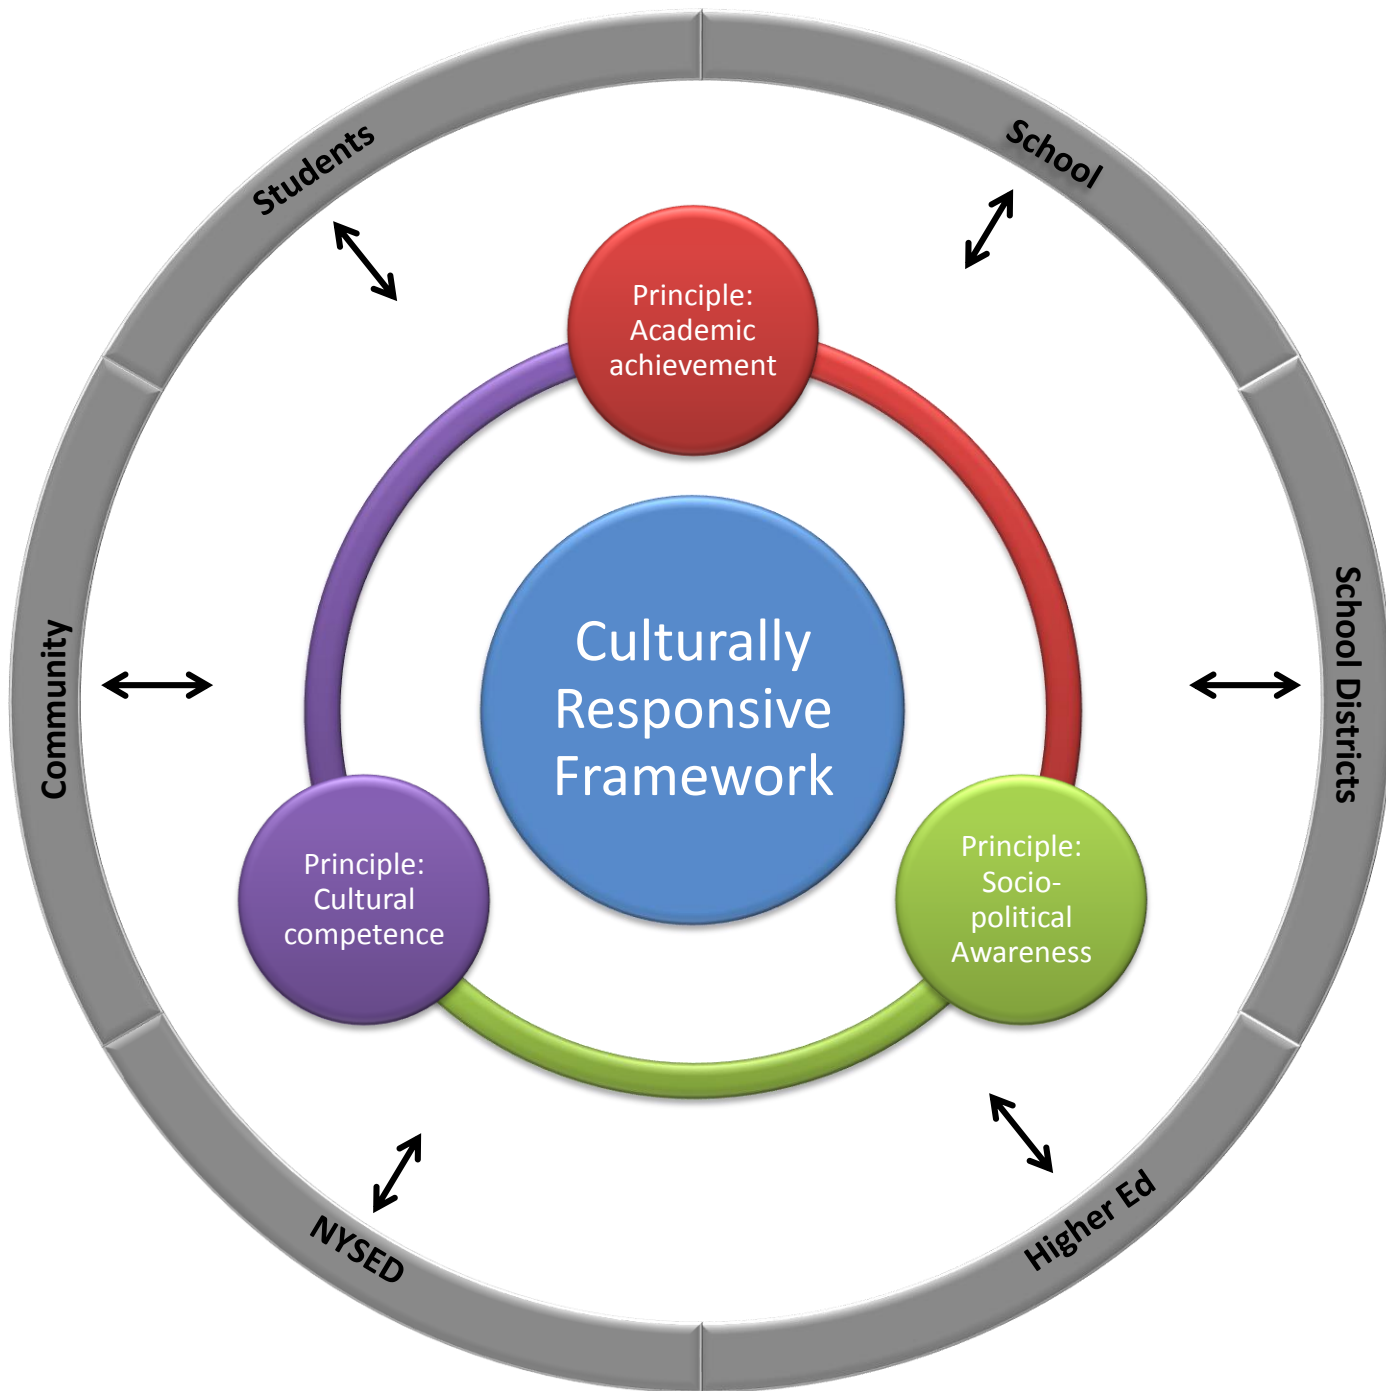 Students
School
Principle:
Academic
achievement
Culturally
Responsive
Framework
Community
School Districts
Principle:
Cultural
competence
Principle:
Socio-
political
Awareness
NYSED
Higher Ed